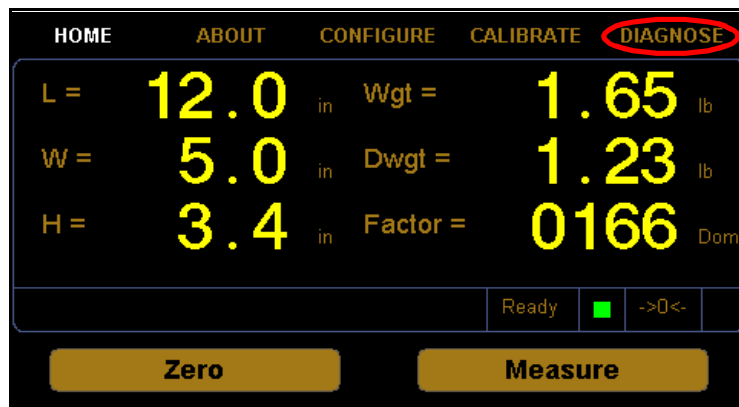 HOME ABOUT CONFIGURE CALIBRATE DIAGNOSE
L = 12.0 in Wgt = 1.65 lb
W = 5.0 in Dwgt = 1.23 lb
H = 3.4 in Factor = 0166 Dom
Ready ->0<-
Zero Measure